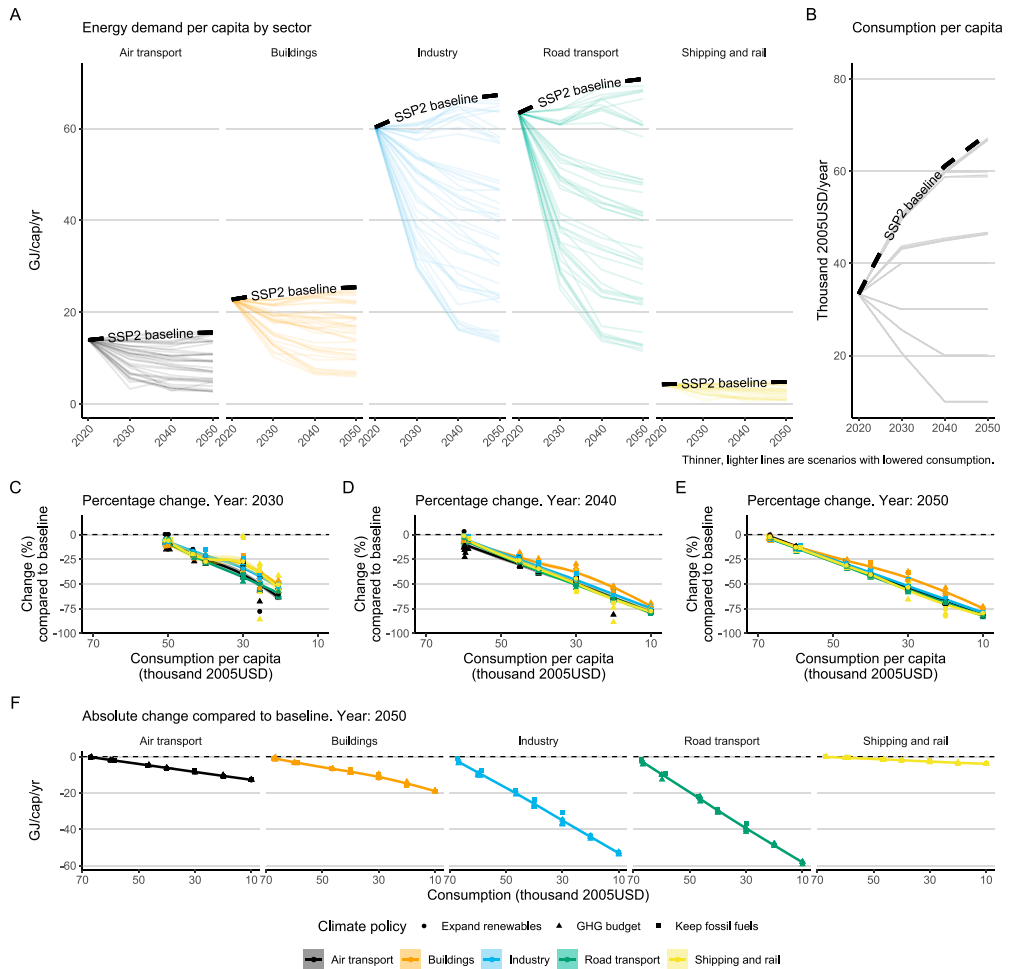 A
Energy demand per capita by sector
Air transport
Buildings
Industry
Road transport
Shipping and rail
GJ/cap/yr
60
40
20
0
SSP2 baseline
SSP2 baseline
SSP2 baseline
SSP2 baseline
SSP2 baseline
2020 2030 2040 2050
2020 2030 2040 2050
2020 2030 2040 2050
2020 2030 2040 2050
2020 2030 2040 2050
B
Consumption per capita
Thousand 2005USD/year
80
60
40
20
SSP2 baseline
2020 2030 2040 2050
Thinner, lighter lines are scenarios with lowered consumption.
C
Percentage change. Year: 2030
Change (%)
compared to baseline
0
−25
−50
−75
−100
70 50 30 10
Consumption per capita
(thousand 2005USD)
D
Percentage change. Year: 2040
Change (%)
compared to baseline
0
−25
−50
−75
−100
70 50 30 10
Consumption per capita
(thousand 2005USD)
E
Percentage change. Year: 2050
Change (%)
compared to baseline
0
−25
−50
−75
−100
70 50 30 10
Consumption per capita
(thousand 2005USD)
F
Absolute change compared to baseline. Year: 2050
Air transport
Buildings
Industry
Road transport
Shipping and rail
GJ/cap/yr
0
−20
−40
−60
70 50 30 10
70 50 30 10
70 50 30 10
70 50 30 10
70 50 30 10
Consumption (thousand 2005USD)
Climate policy Expand renewables GHG budget Keep fossil fuels
Air transport Buildings Industry Road transport Shipping and rail